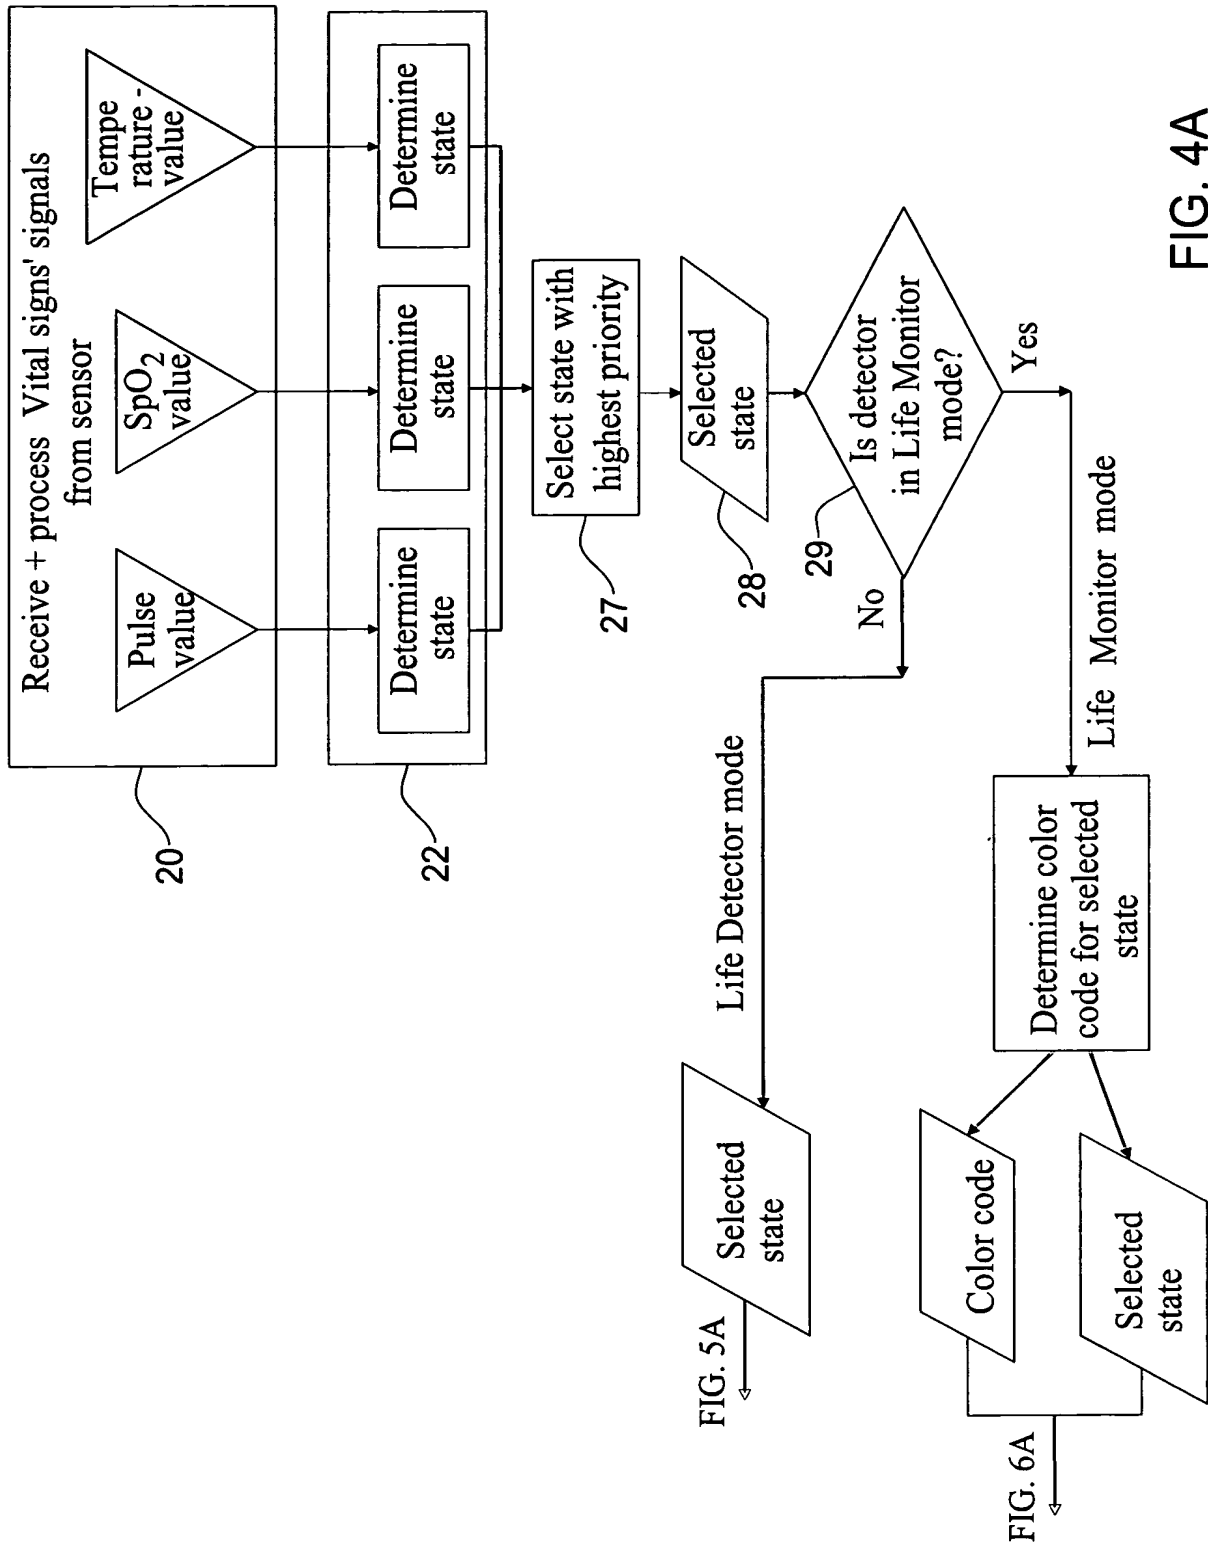 Receive + process Vital signs' signals
from sensor
Pulse
value
SpO2
value
Tempe
rature -
value
20
Determine
state
Determine
state
Determine
state
22
Select state with
highest priority
27
Selected
state
28
Is detector
in Life Monitor
mode?
29
No
Yes
Life Detector mode
Life Monitor mode
Selected
state
FIG. 5A
Determine color
code for selected
state
Color code
Selected
state
FIG. 6A
FIG. 4A